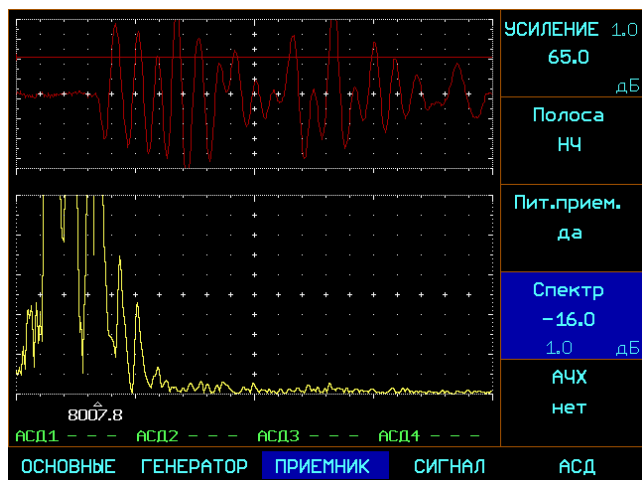 УСИЛЕНИЕ 1.0
65.0
дБ
Полоса
НЧ
Пит.прием.
да
Спектр
-16.0
1.0 дБ
АЧХ
нет
8007.8
АСД1 - - - АСД2 - - - АСД3 - - - АСД4 - - -
ОСНОВНЫЕ ГЕНЕРАТОР ПРИЕМНИК СИГНАЛ АСД